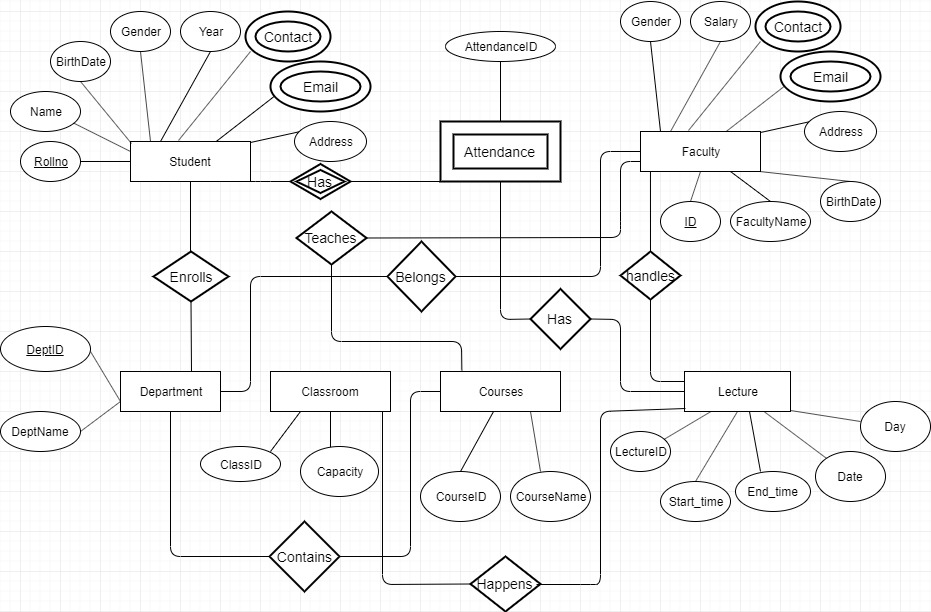 Gender
Year
Contact
BirthDate
Email
Name
Address
Rollno
Student
Has
AttendanceID
Attendance
Gender
Salary
Contact
Email
Address
Faculty
BirthDate
ID
FacultyName
Teaches
Enrolls
Belongs
handles
Has
DeptID
DeptName
Department
Classroom
Courses
Lecture
ClassID
Capacity
CourseID
CourseName
LectureID
Start_time
End_time
Date
Day
Contains
Happens